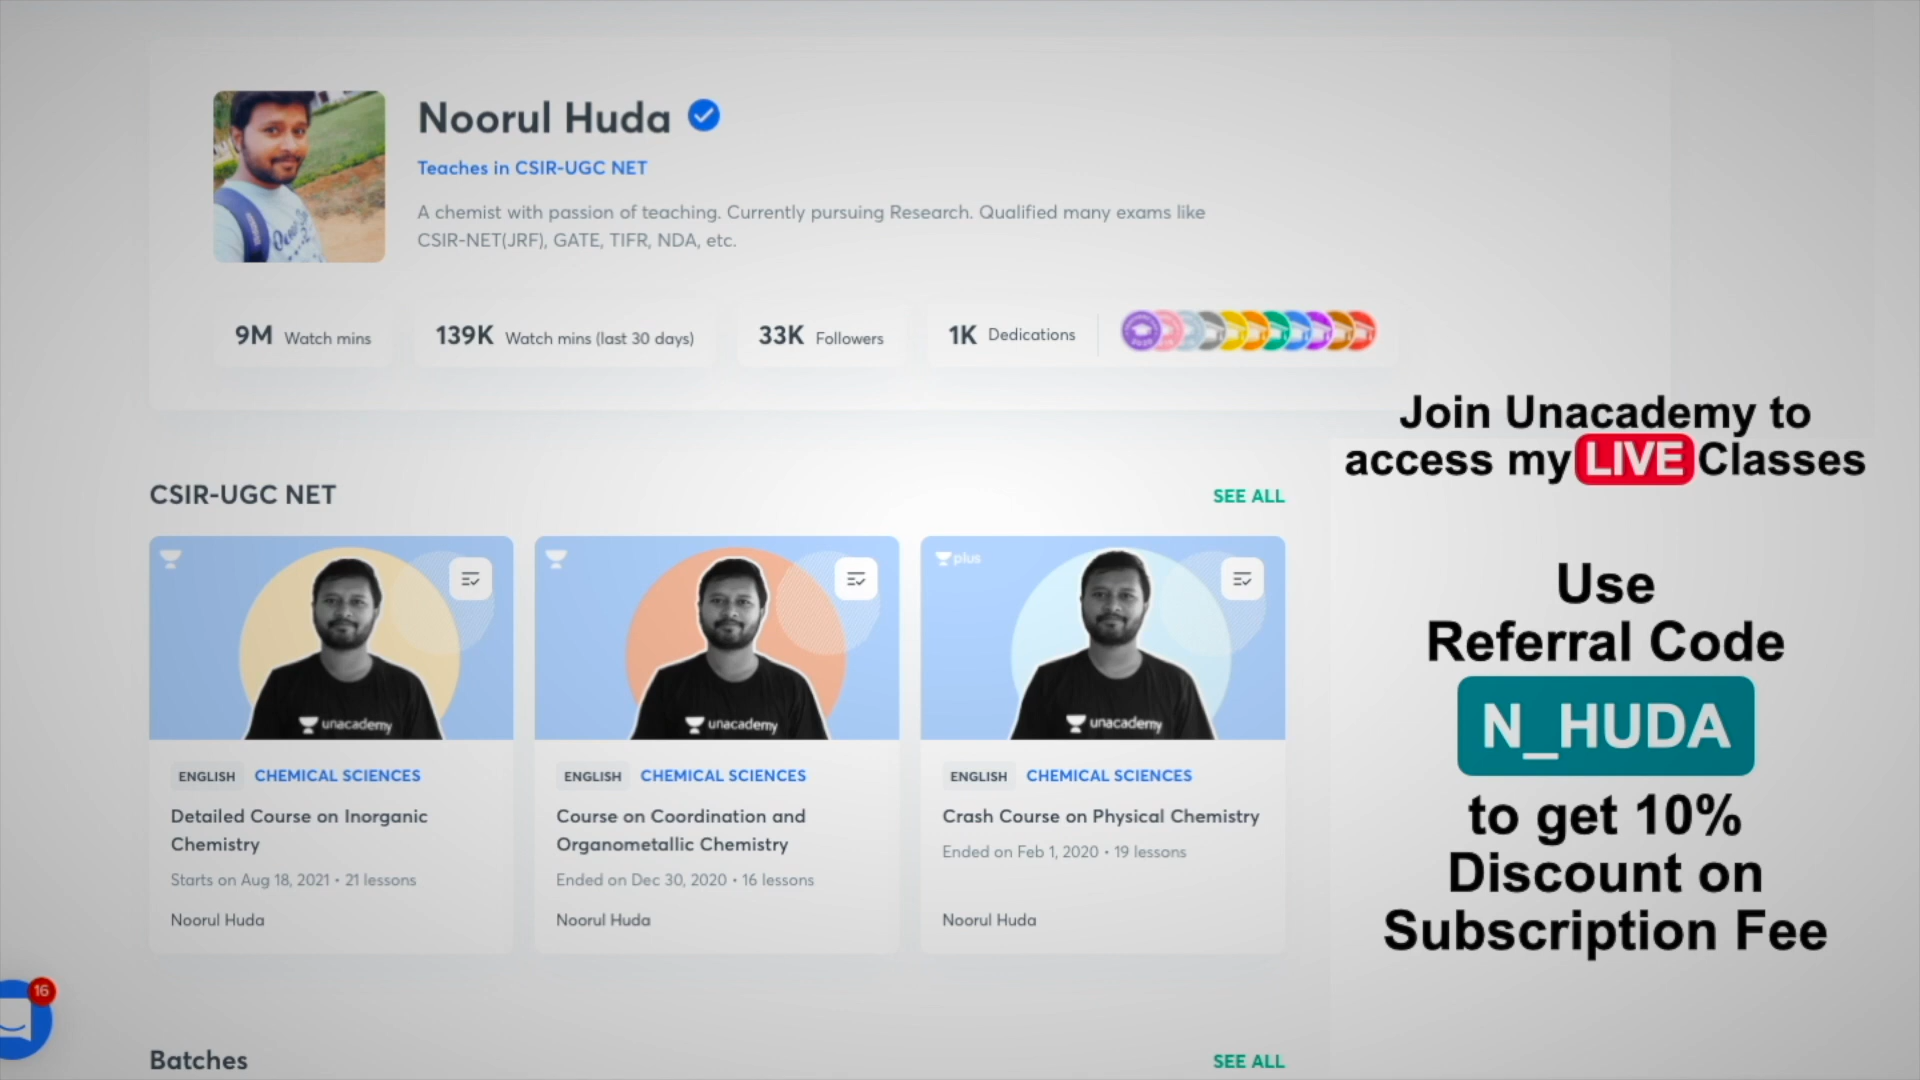 Noorul Huda
Teaches in CSIR-UGC NET
A chemist with passion of teaching. Currently pursuing Research. Qualified many exams like
CSIR-NET(JRF), GATE, TIFR, NDA, etc.
9M Watch mins
139K Watch mins (last 30 days)
33K Followers
1K Dedications
Join Unacademy to
access my LIVE Classes
Use
Referral Code
N_HUDA
to get 10%
Discount on
Subscription Fee
CSIR-UGC NET
SEE ALL
unacademy
ENGLISH CHEMICAL SCIENCES
Detailed Course on Inorganic
Chemistry
Starts on Aug 18, 2021 • 21 lessons
Noorul Huda
unacademy
ENGLISH CHEMICAL SCIENCES
Course on Coordination and
Organometallic Chemistry
Ended on Dec 30, 2020 • 16 lessons
Noorul Huda
plus
unacademy
ENGLISH CHEMICAL SCIENCES
Crash Course on Physical Chemistry
Ended on Feb 1, 2020 • 19 lessons
Noorul Huda
16
Batches
SEE ALL